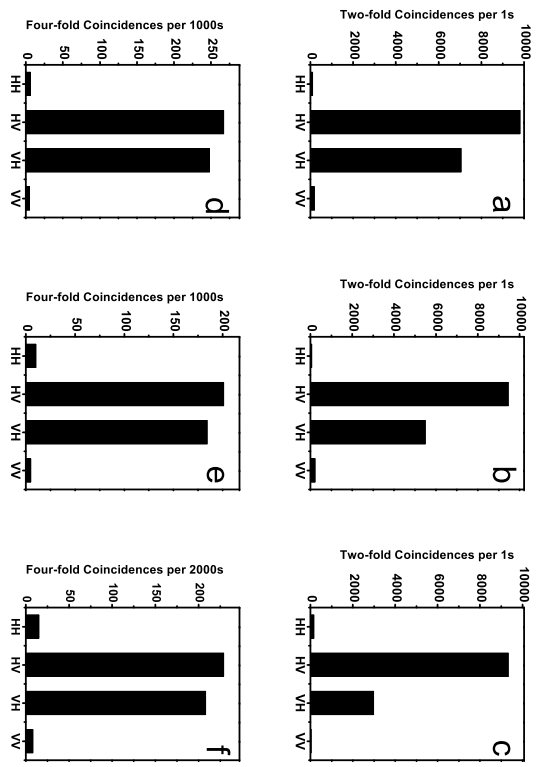 Two-fold Coincidences per 1s
10000
8000
6000
4000
2000
0
HH HV VH VV
a
Two-fold Coincidences per 1s
10000
8000
6000
4000
2000
0
HH HV VH VV
b
Two-fold Coincidences per 1s
10000
8000
6000
4000
2000
0
HH HV VH VV
c
Four-fold Coincidences per 1000s
250
200
150
100
50
0
HH HV VH VV
d
Four-fold Coincidences per 1000s
200
150
100
50
0
HH HV VH VV
e
Four-fold Coincidences per 2000s
200
150
100
50
0
HH HV VH VV
f